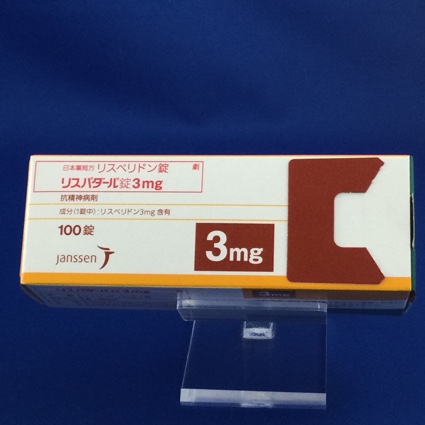 日本薬局方 リスペリドン錠 劇
リスパダール錠3mg
抗精神病剤
成分(1錠中):リスペリドン3mg含有
100錠
3mg
janssen
3mg